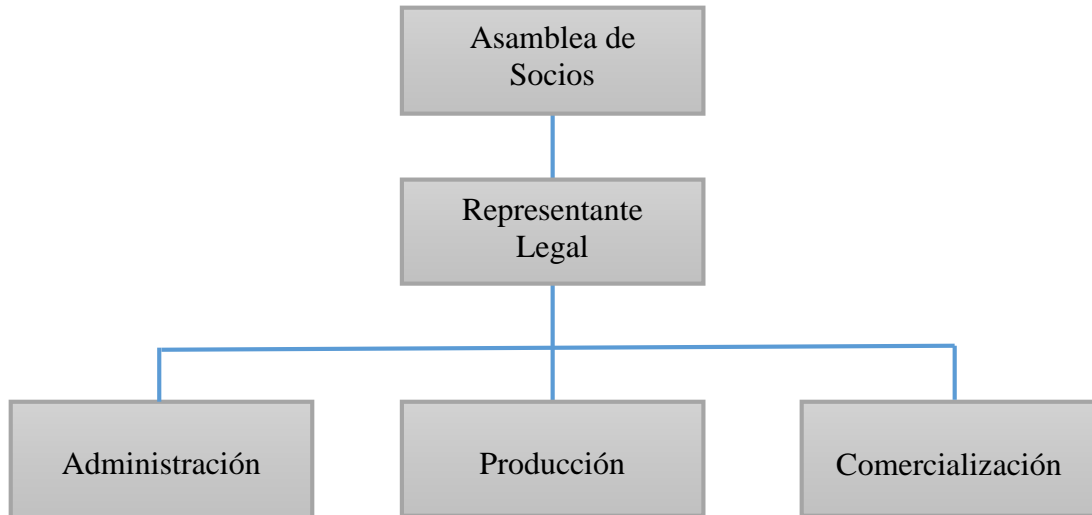 Asamblea de
Socios
Representante
Legal
Administración
Producción
Comercialización